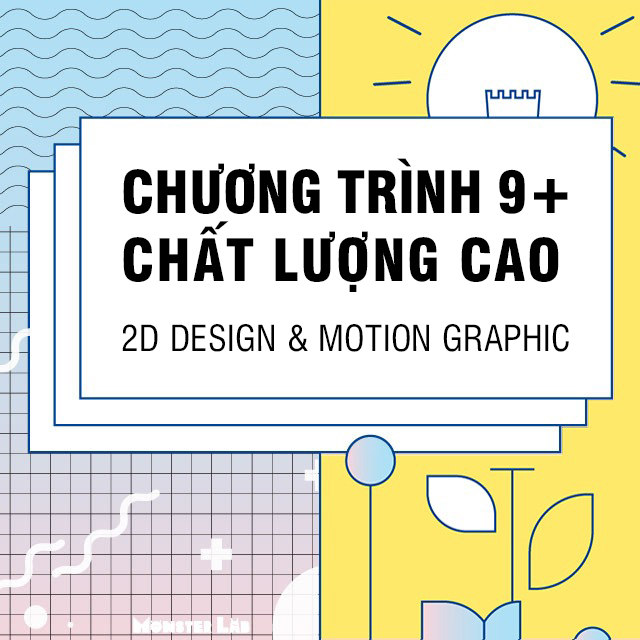 CHƯƠNG TRÌNH 9+
CHẤT LƯỢNG CAO
2D DESIGN & MOTION GRAPHIC
MONSTER LAB